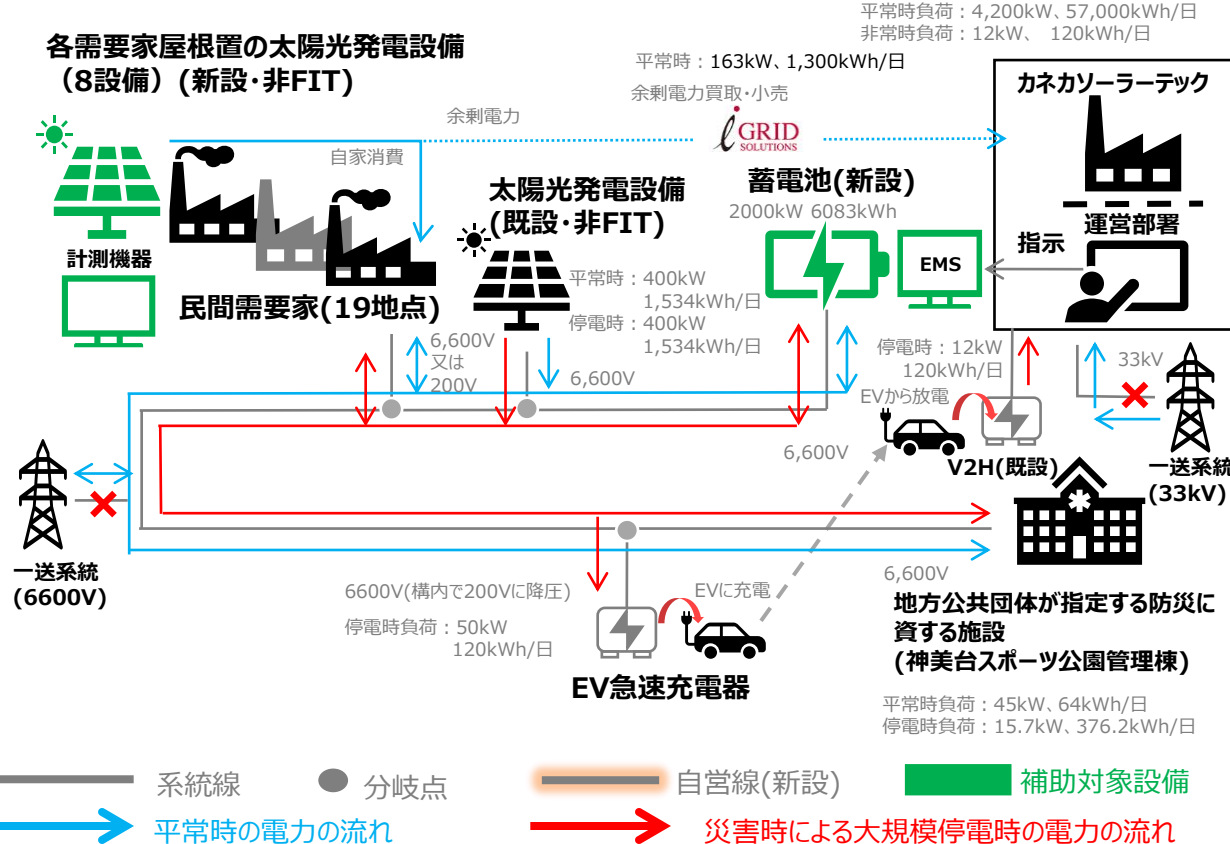 平常時負荷：4,200kW、57,000kWh/日
非常時負荷：12kW、 120kWh/日
各需要家屋根置の太陽光発電設備
（8設備）(新設・非FIT)
平常時：163kW、1,300kWh/日
余剰電力買取・小売
カネカソーラーテック
余剰電力
i GRID
SOLUTIONS
自家消費
太陽光発電設備
(既設・非FIT)
蓄電池(新設)
2000kW 6083kWh
運営部署
指示
EMS
計測機器
民間需要家(19地点)
平常時：400kW
1,534kWh/日
停電時：400kW
1,534kWh/日
6,600V
又は
200V
6,600V
停電時：12kW
120kWh/日
33kV
EVから放電
6,600V
V2H(既設)
一送系統
(33kV)
一送系統
(6600V)
6,600V
6600V(構内で200Vに降圧)
EVに充電
停電時負荷：50kW
120kWh/日
EV急速充電器
地方公共団体が指定する防災に
資する施設
(神美台スポーツ公園管理棟)
平常時負荷：45kW、64kWh/日
停電時負荷：15.7kW、376.2kWh/日
系統線
分岐点
自営線(新設)
補助対象設備
平常時の電力の流れ
災害時による大規模停電時の電力の流れ